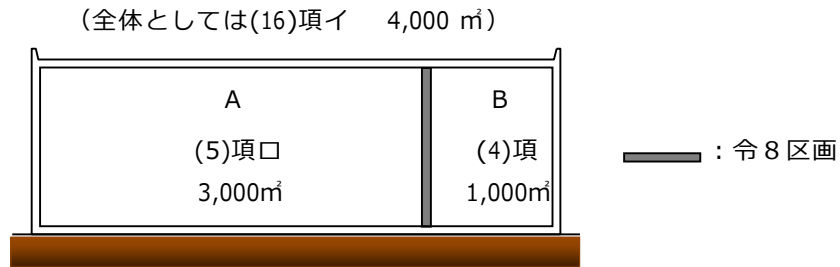 （全体としては(16)項イ　4,000 ㎡）
A
(5)項ロ
3,000㎡
B
(4)項
1,000㎡
：令８区画